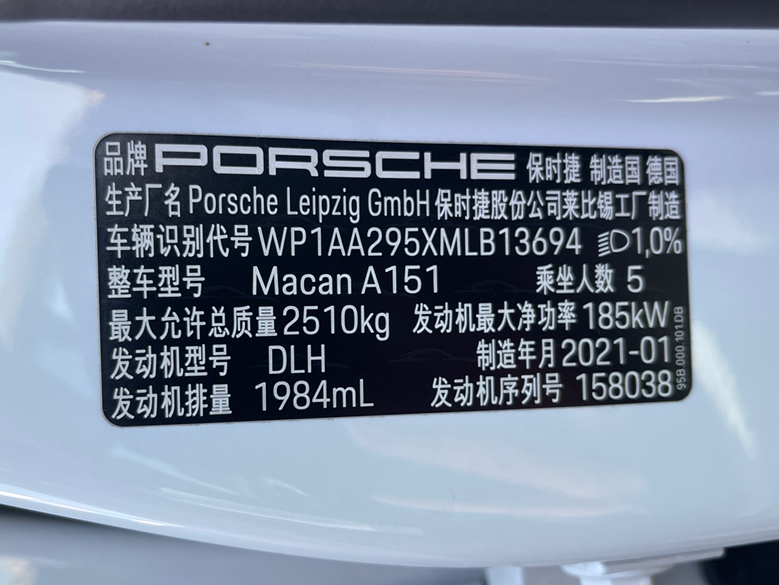 品牌 PORSCHE 保时捷 制造国 德国
生产厂名 Porsche Leipzig GmbH 保时捷股份公司莱比锡工厂制造
车辆识别代号 WP1AA295XMLB13694 1,0%
整车型号 Macan A151 乘坐人数 5
最大允许总质量 2510kg 发动机最大净功率 185kW
发动机型号 DLH 制造年月 2021-01
发动机排量 1984mL 发动机序列号 158038
95B.000.101.DB